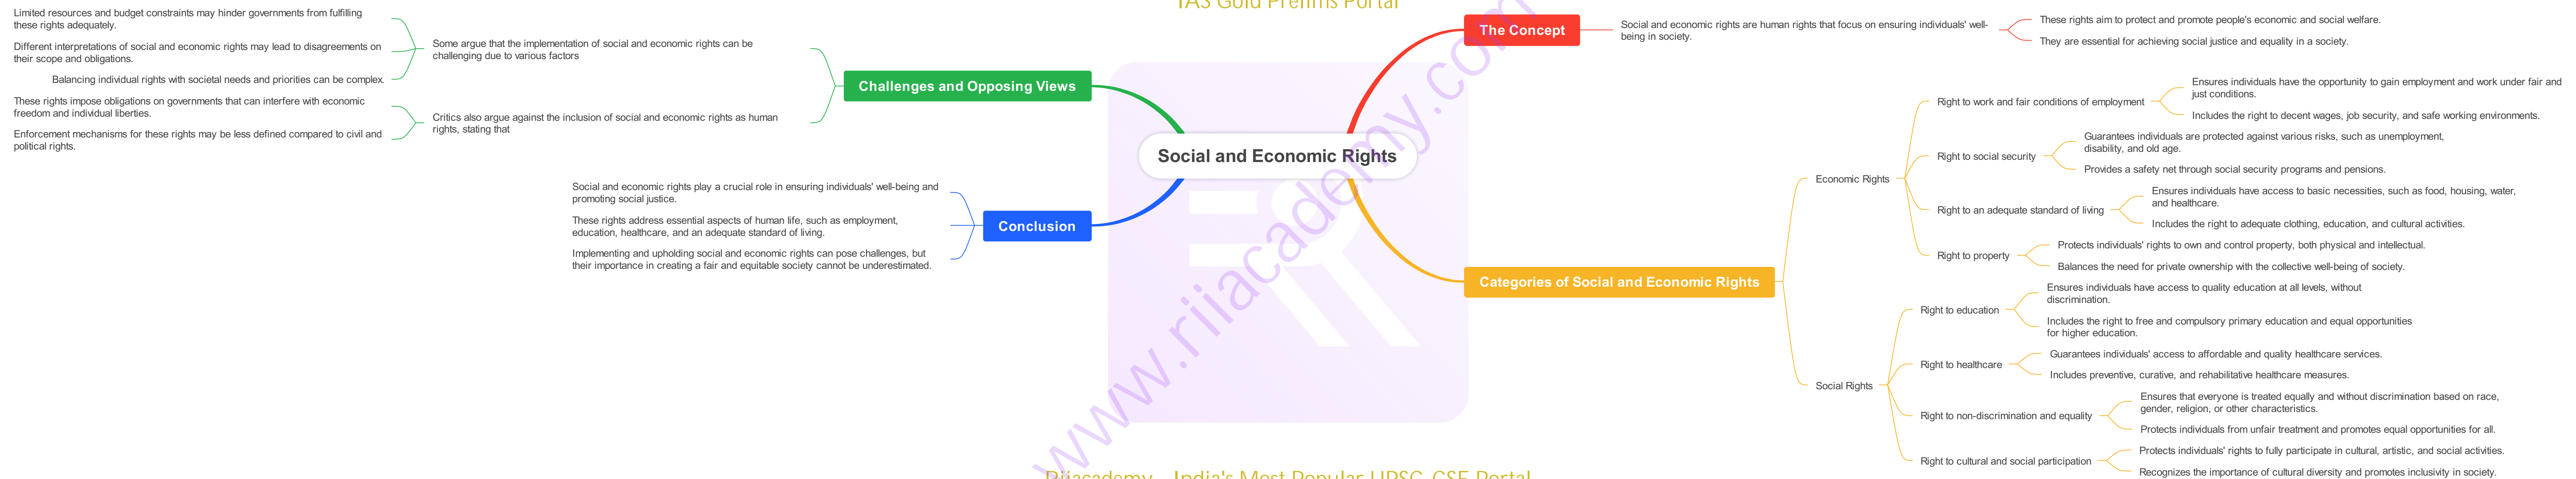 IAS Gold Prelims Portal
Social and Economic Rights
The Concept
Social and economic rights are human rights that focus on ensuring individuals' well-
being in society.
These rights aim to protect and promote people's economic and social welfare.
They are essential for achieving social justice and equality in a society.
Categories of Social and Economic Rights
Economic Rights
Right to work and fair conditions of employment
Ensures individuals have the opportunity to gain employment and work under fair and
just conditions.
Includes the right to decent wages, job security, and safe working environments.
Right to social security
Guarantees individuals are protected against various risks, such as unemployment,
disability, and old age.
Provides a safety net through social security programs and pensions.
Right to an adequate standard of living
Ensures individuals have access to basic necessities, such as food, housing, water,
and healthcare.
Includes the right to adequate clothing, education, and cultural activities.
Right to property
Protects individuals' rights to own and control property, both physical and intellectual.
Balances the need for private ownership with the collective well-being of society.
Social Rights
Right to education
Ensures individuals have access to quality education at all levels, without
discrimination.
Includes the right to free and compulsory primary education and equal opportunities
for higher education.
Right to healthcare
Guarantees individuals' access to affordable and quality healthcare services.
Includes preventive, curative, and rehabilitative healthcare measures.
Right to non-discrimination and equality
Ensures that everyone is treated equally and without discrimination based on race,
gender, religion, or other characteristics.
Protects individuals from unfair treatment and promotes equal opportunities for all.
Right to cultural and social participation
Protects individuals' rights to fully participate in cultural, artistic, and social activities.
Recognizes the importance of cultural diversity and promotes inclusivity in society.
Challenges and Opposing Views
Some argue that the implementation of social and economic rights can be
challenging due to various factors
Limited resources and budget constraints may hinder governments from fulfilling
these rights adequately.
Different interpretations of social and economic rights may lead to disagreements on
their scope and obligations.
Balancing individual rights with societal needs and priorities can be complex.
Critics also argue against the inclusion of social and economic rights as human
rights, stating that
These rights impose obligations on governments that can interfere with economic
freedom and individual liberties.
Enforcement mechanisms for these rights may be less defined compared to civil and
political rights.
Conclusion
Social and economic rights play a crucial role in ensuring individuals' well-being and
promoting social justice.
These rights address essential aspects of human life, such as employment,
education, healthcare, and an adequate standard of living.
Implementing and upholding social and economic rights can pose challenges, but
their importance in creating a fair and equitable society cannot be underestimated.
www.riiacademy.com
India's Most Popular UPSC-CSE Portal